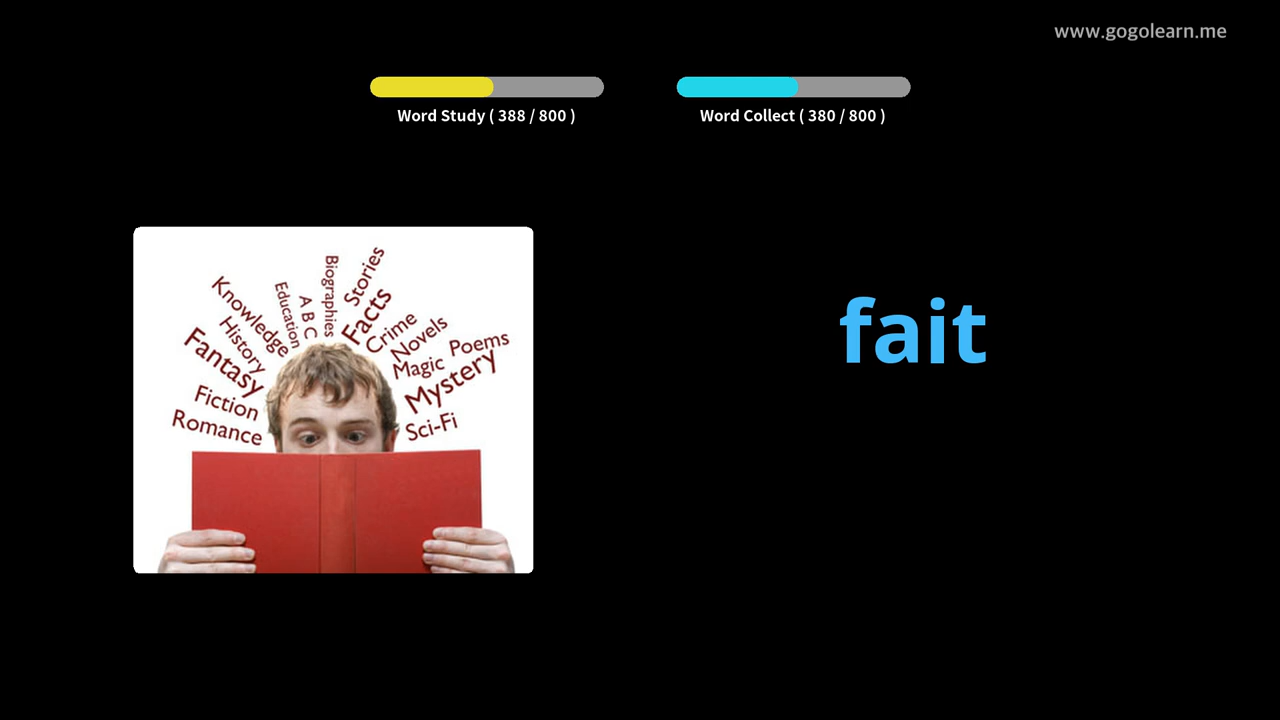 www.gogolearn.me
Word Study ( 388 / 800 )
Word Collect ( 380 / 800 )
fait
Biographies
Stories
Education
A B C
Facts
Knowledge
History
Crime
Novels
Poems
Fantasy
Magic
Mystery
Fiction
Romance
Sci-Fi